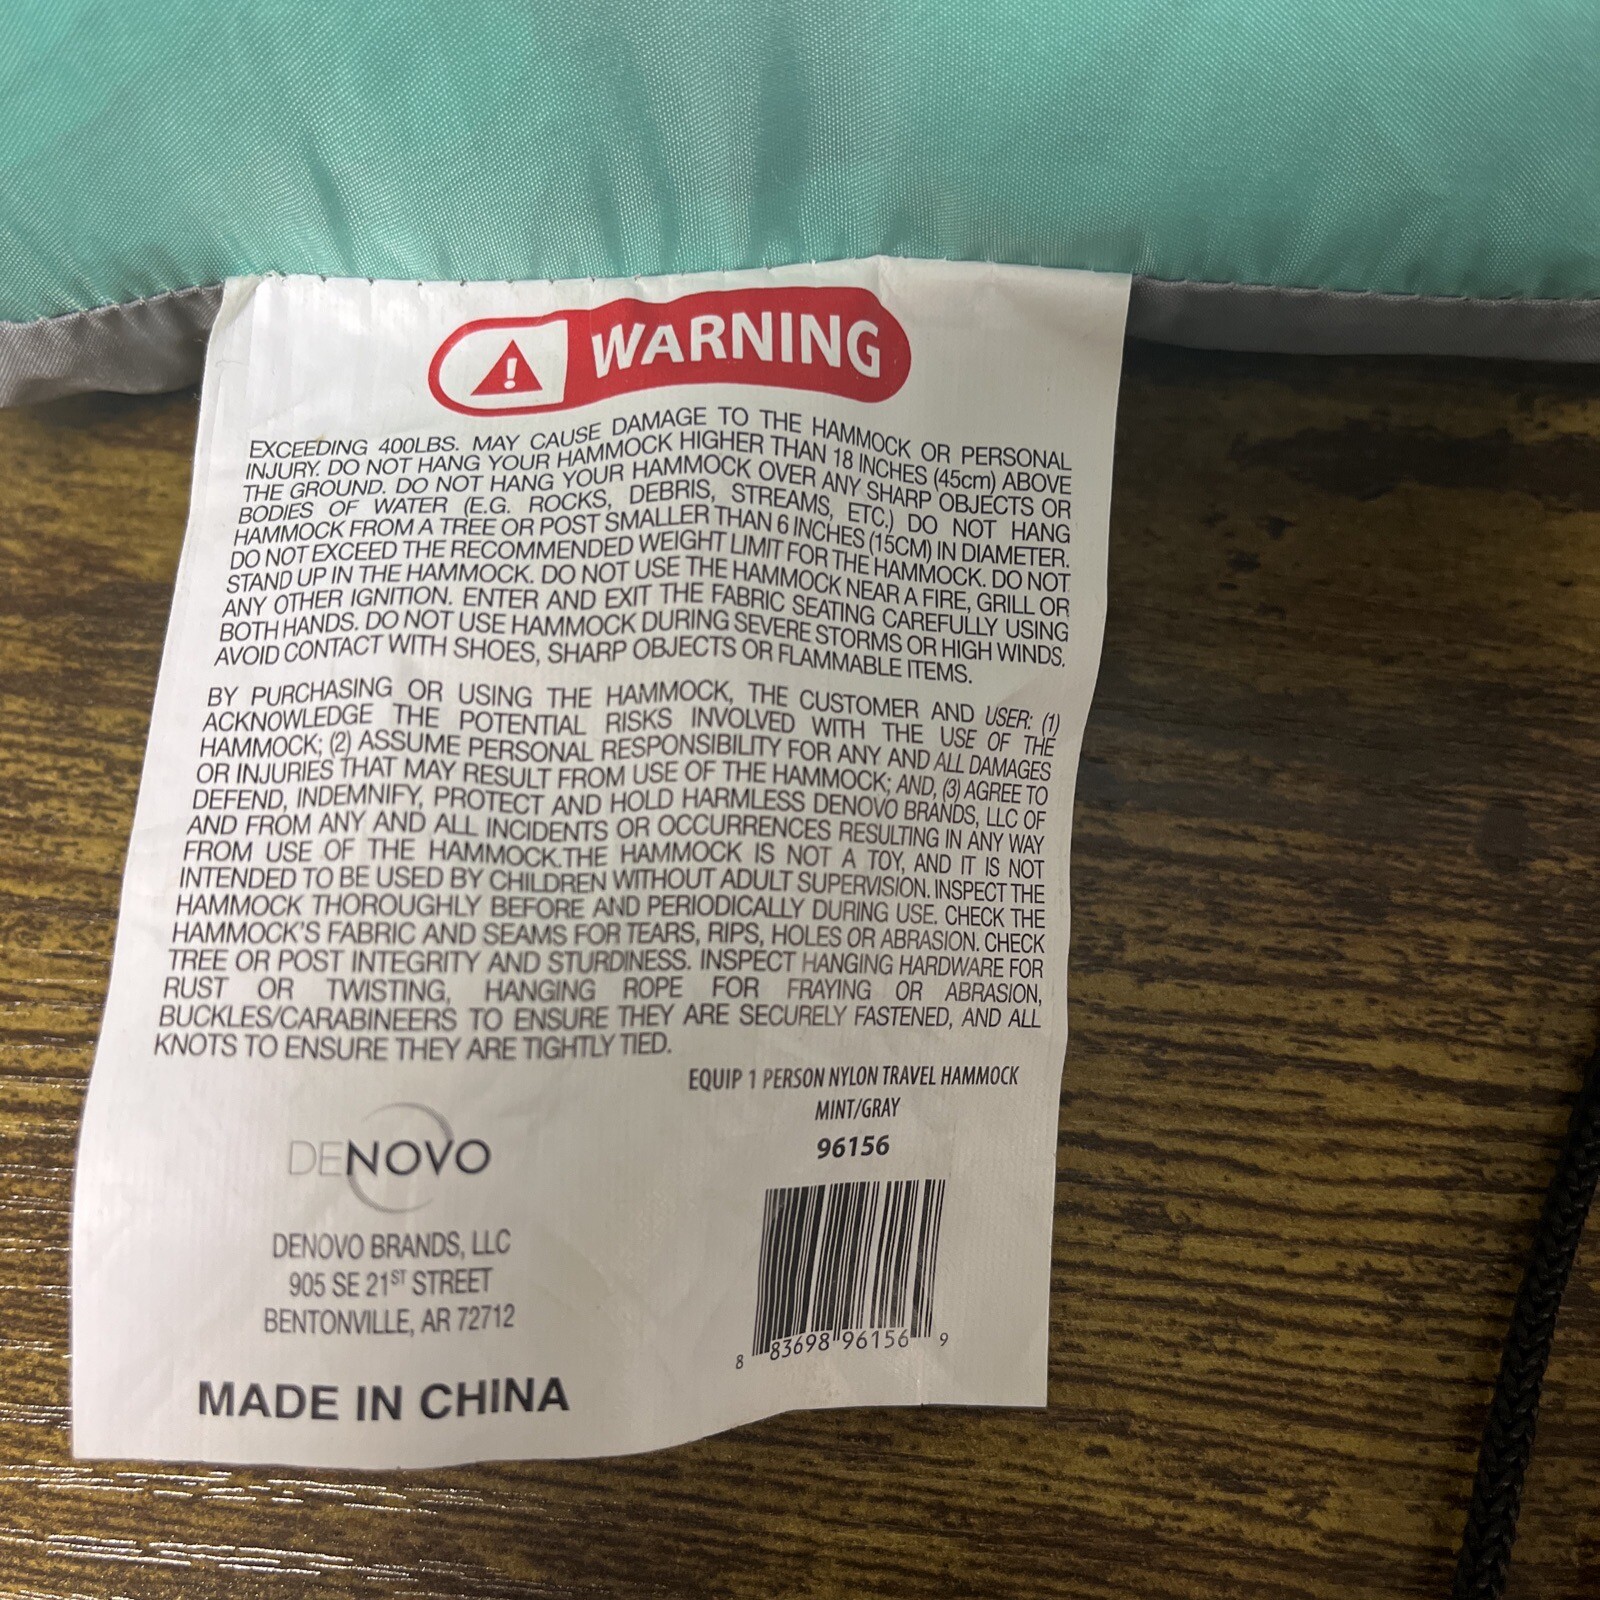 ! WARNING
EXCEEDING 400LBS. MAY CAUSE DAMAGE TO THE HAMMOCK OR PERSONAL
INJURY. DO NOT HANG YOUR HAMMOCK HIGHER THAN 18 INCHES (45cm) ABOVE
THE GROUND. DO NOT HANG YOUR HAMMOCK OVER ANY SHARP OBJECTS OR
BODIES OF WATER (E.G. ROCKS, DEBRIS, STREAMS, ETC.) DO NOT HANG
HAMMOCK FROM A TREE OR POST SMALLER THAN 6 INCHES (15CM) IN DIAMETER.
DO NOT EXCEED THE RECOMMENDED WEIGHT LIMIT FOR THE HAMMOCK. DO NOT
STAND UP IN THE HAMMOCK. DO NOT USE THE HAMMOCK NEAR A FIRE, GRILL OR
ANY OTHER IGNITION. ENTER AND EXIT THE FABRIC SEATING CAREFULLY USING
BOTH HANDS. DO NOT USE HAMMOCK DURING SEVERE STORMS OR HIGH WINDS.
AVOID CONTACT WITH SHOES, SHARP OBJECTS OR FLAMMABLE ITEMS.
BY PURCHASING OR USING THE HAMMOCK, THE CUSTOMER AND USER: (1)
ACKNOWLEDGE THE POTENTIAL RISKS INVOLVED WITH THE USE OF THE
HAMMOCK; (2) ASSUME PERSONAL RESPONSIBILITY FOR ANY AND ALL DAMAGES
OR INJURIES THAT MAY RESULT FROM USE OF THE HAMMOCK; AND, (3) AGREE TO
DEFEND, INDEMNIFY, PROTECT AND HOLD HARMLESS DENOVO BRANDS, LLC OF
AND FROM ANY AND ALL INCIDENTS OR OCCURRENCES RESULTING IN ANY WAY
FROM USE OF THE HAMMOCK.THE HAMMOCK IS NOT A TOY, AND IT IS NOT
INTENDED TO BE USED BY CHILDREN WITHOUT ADULT SUPERVISION. INSPECT THE
HAMMOCK THOROUGHLY BEFORE AND PERIODICALLY DURING USE. CHECK THE
HAMMOCK'S FABRIC AND SEAMS FOR TEARS, RIPS, HOLES OR ABRASION. CHECK
TREE OR POST INTEGRITY AND STURDINESS. INSPECT HANGING HARDWARE FOR
RUST OR TWISTING, HANGING ROPE FOR FRAYING OR ABRASION,
BUCKLES/CARABINEERS TO ENSURE THEY ARE SECURELY FASTENED, AND ALL
KNOTS TO ENSURE THEY ARE TIGHTLY TIED.
EQUIP 1 PERSON NYLON TRAVEL HAMMOCK
MINT/GRAY
96156
8 83698 96156 9
DENOVO
DENOVO BRANDS, LLC
905 SE 21ST STREET
BENTONVILLE, AR 72712
MADE IN CHINA